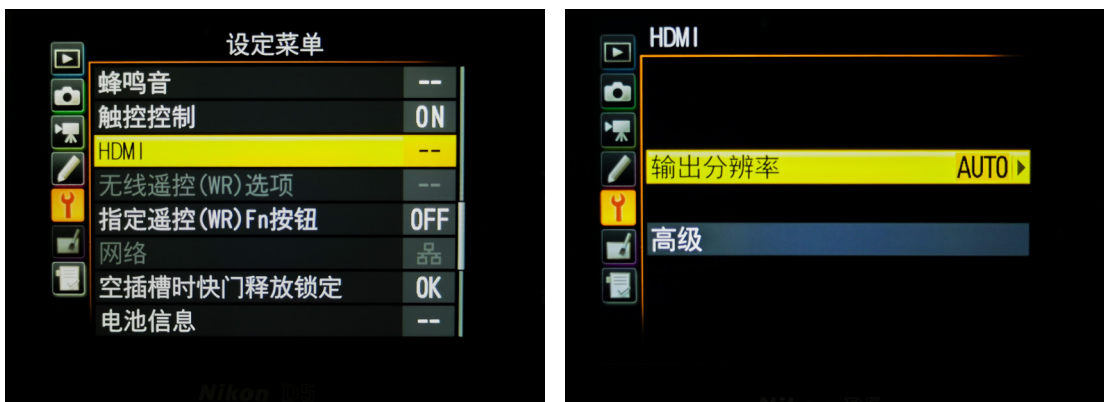 设定菜单
蜂鸣音 --
触控控制 ON
HDMI --
无线遥控(WR)选项 --
指定遥控(WR)Fn按钮 OFF
网络
空插槽时快门释放锁定 OK
电池信息 --
Nikon
HDMI
输出分辨率 AUTO
高级